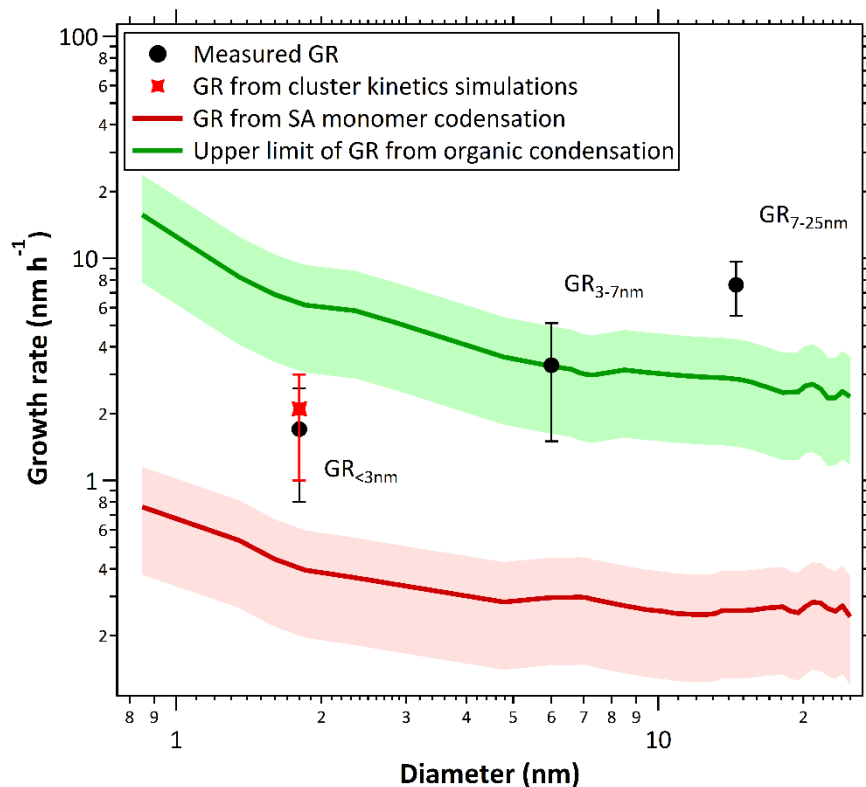 100
8
6
4
2
10
8
6
4
2
1
8
6
4
2
Growth rate (nm h⁻¹)
Measured GR
GR from cluster kinetics simulations
GR from SA monomer codensation
Upper limit of GR from organic condensation
GR7-25nm
GR3-7nm
GR<3nm
8 9 1 2 3 4 5 6 7 8 9 10 2
Diameter (nm)